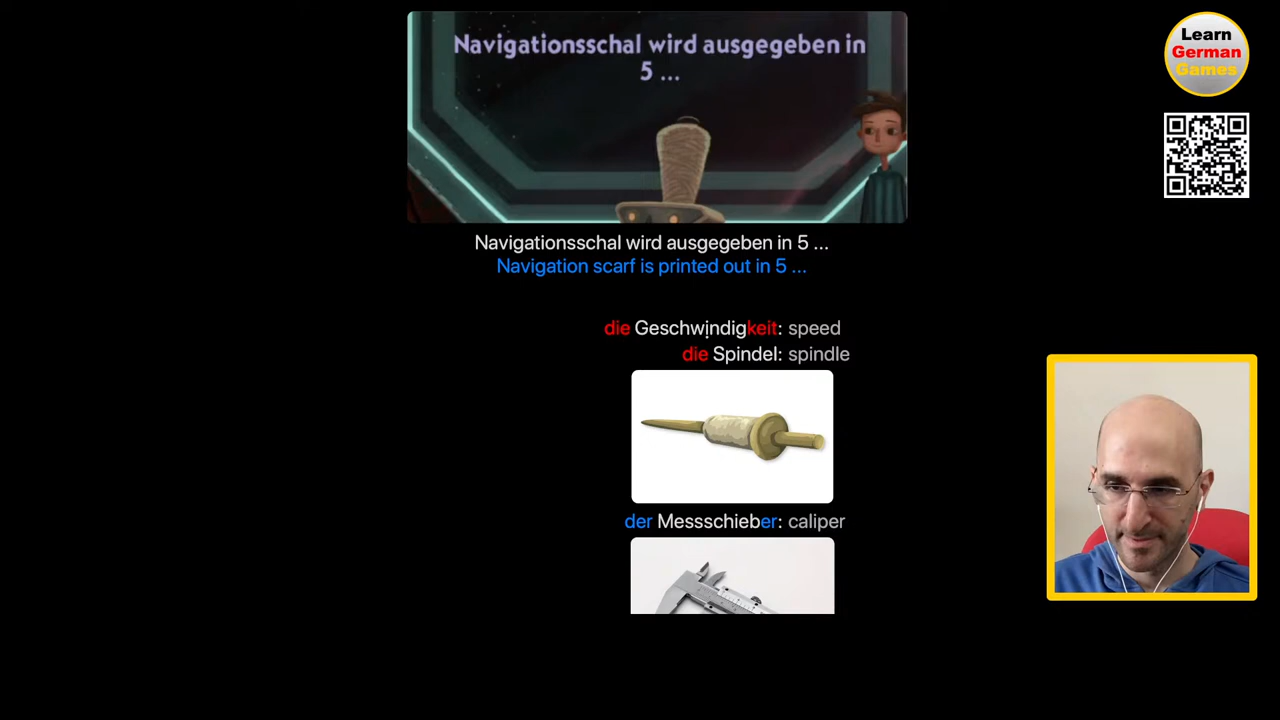 Navigationsschal wird ausgegeben in
5 ...
Navigationsschal wird ausgegeben in 5 ...
Navigation scarf is printed out in 5 ...
die Geschwindigkeit: speed
die Spindel: spindle
der Messschieber: caliper
Learn
German
Games